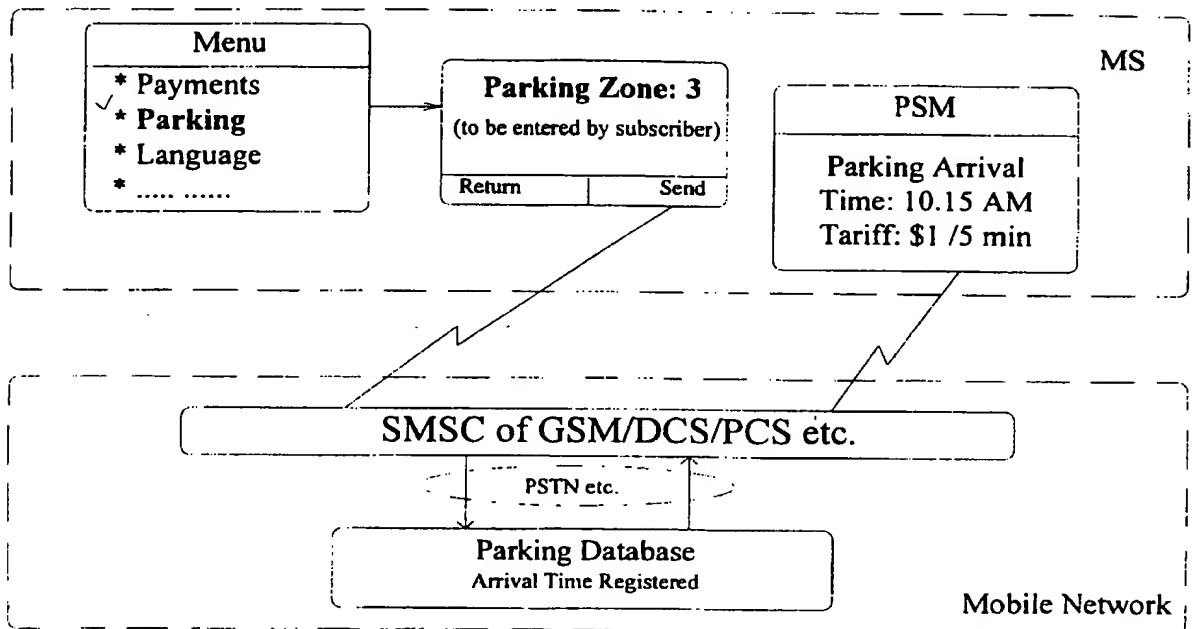 Menu
* Payments
* Parking
* Language
* ..... ......
Parking Zone: 3
(to be entered by subscriber)
Return
Send
MS
PSM
Parking Arrival
Time: 10.15 AM
Tariff: $1 /5 min
SMSC of GSM/DCS/PCS etc.
PSTN etc.
Parking Database
Arrival Time Registered
Mobile Network